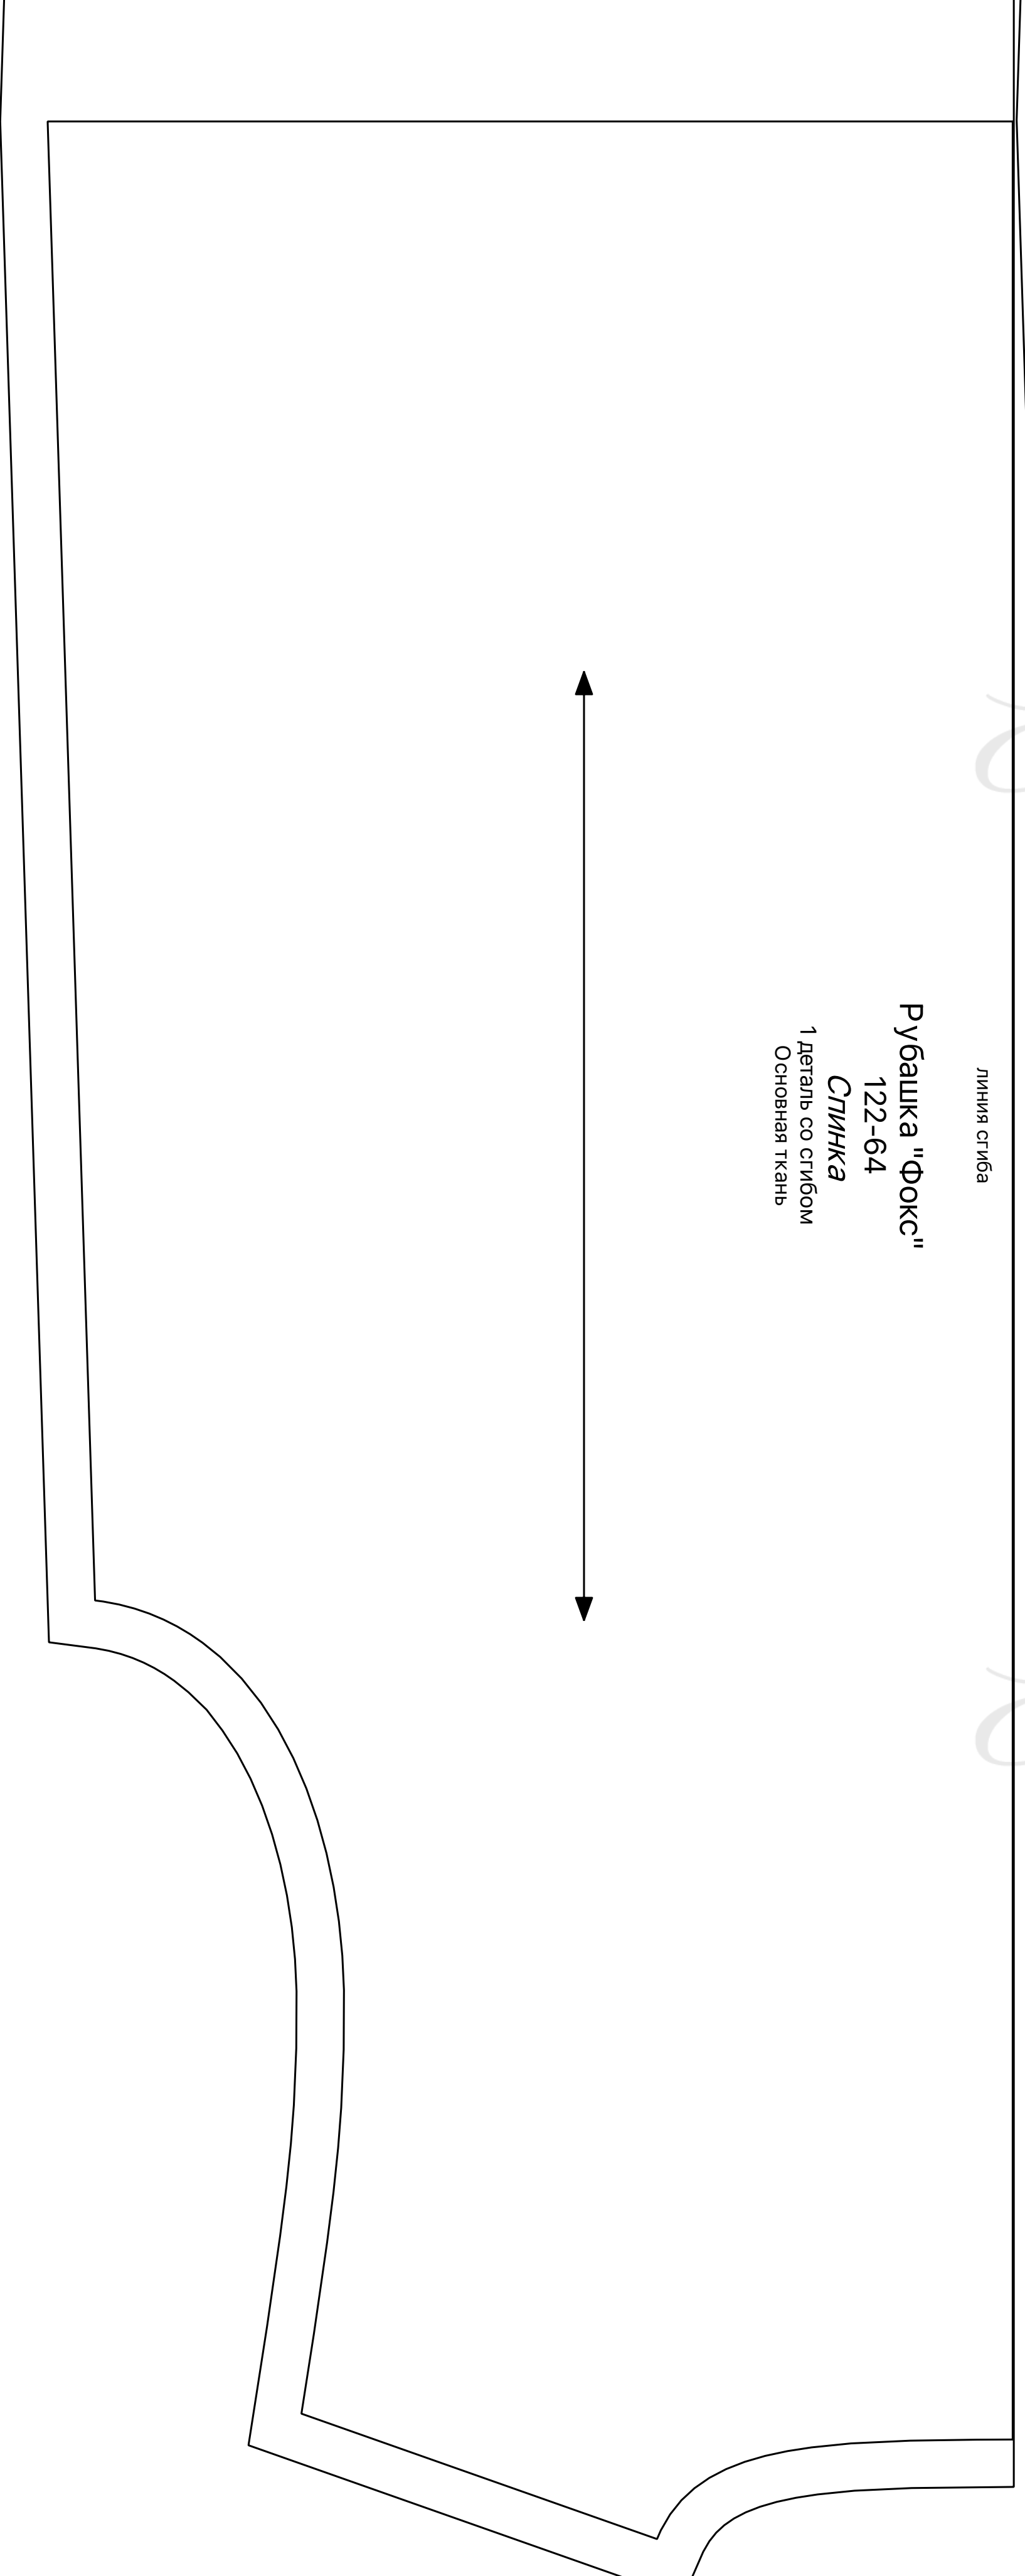 линия сгиба
Рубашка "Фокс"
122-64
Спинка
1 деталь со сгибом
Основная ткань